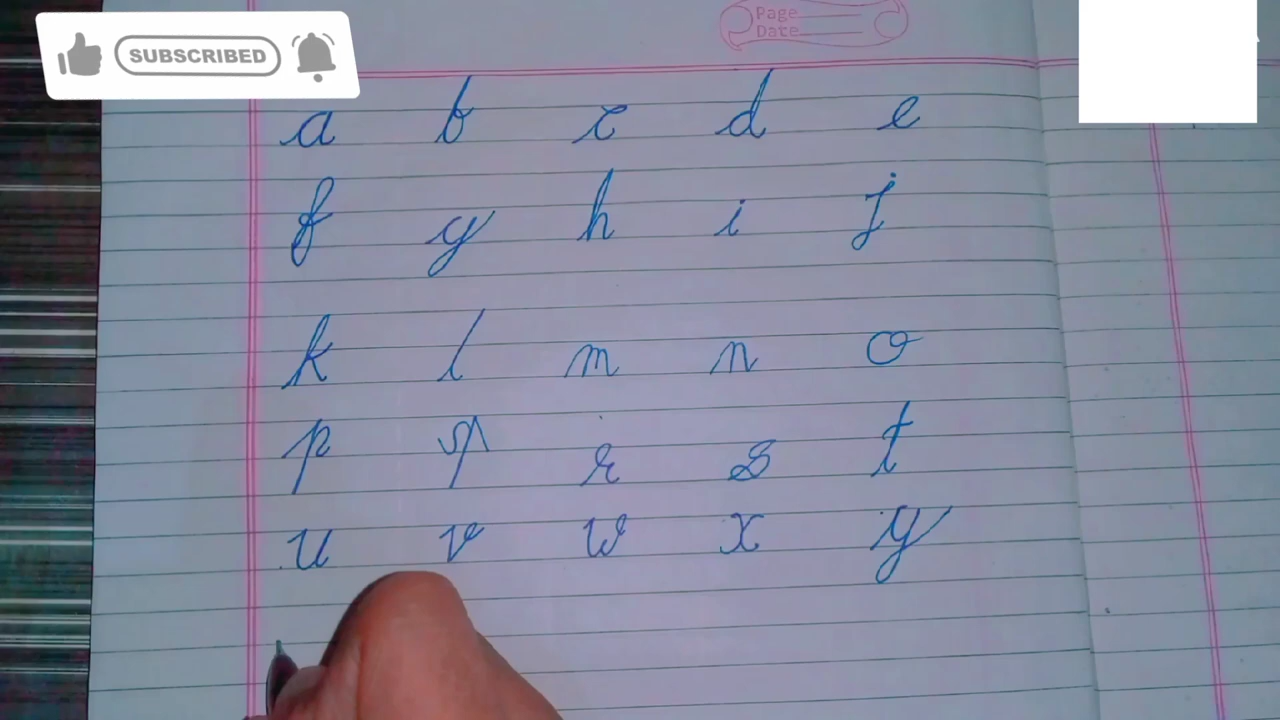 SUBSCRIBED
Page
Date
a b c d e
f g h i j
k l m n o
p q r s t
u v w x y